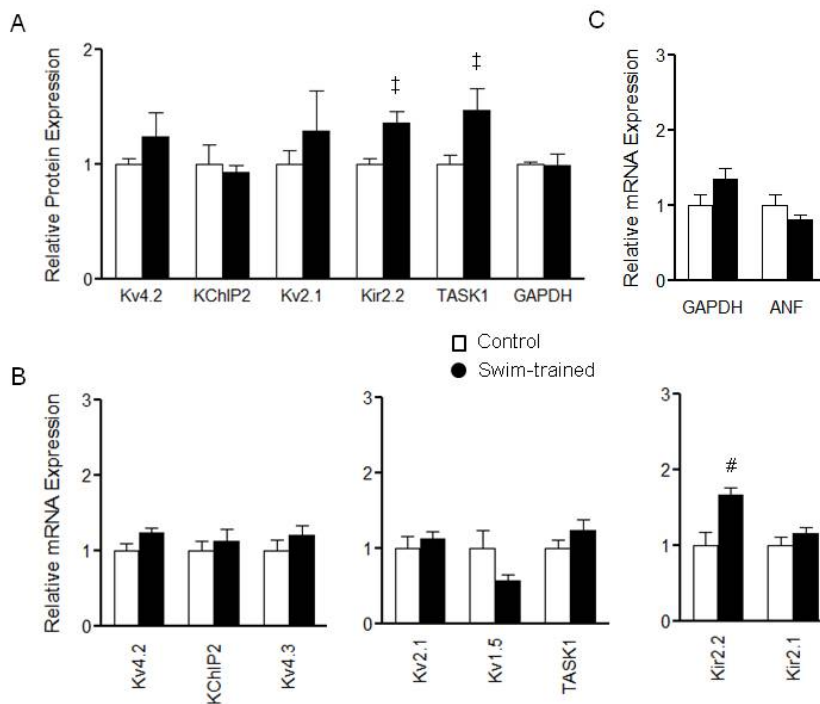 A
Relative Protein Expression
2
1
0
‡
‡
Kv4.2 KChIP2 Kv2.1 Kir2.2 TASK1 GAPDH
C
Relative mRNA Expression
3
2
1
0
GAPDH ANF
Control
Swim-trained
B
Relative mRNA Expression
3
2
1
0
Kv4.2 KChIP2 Kv4.3
3
2
1
0
Kv2.1 Kv1.5 TASK1
3
2
1
0
#
Kir2.2 Kir2.1